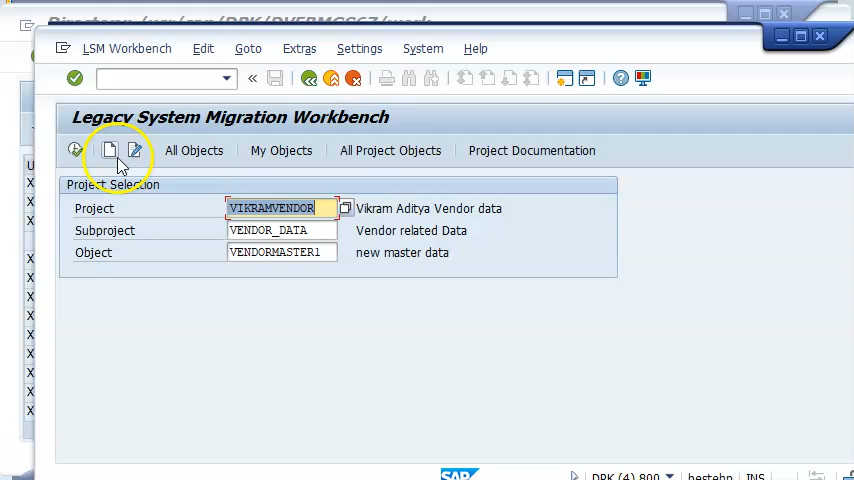 LSM Workbench Edit Goto Extras Settings System Help
Legacy System Migration Workbench
All Objects My Objects All Project Objects Project Documentation
Project Selection
Project VIKRAMVENDOR Vikram Aditya Vendor data
Subproject VENDOR_DATA Vendor related Data
Object VENDORMASTER1 new master data
U
X
X
X
X
X
X
X
X
X
X
SAP DPK (4) 800 bestehn INS